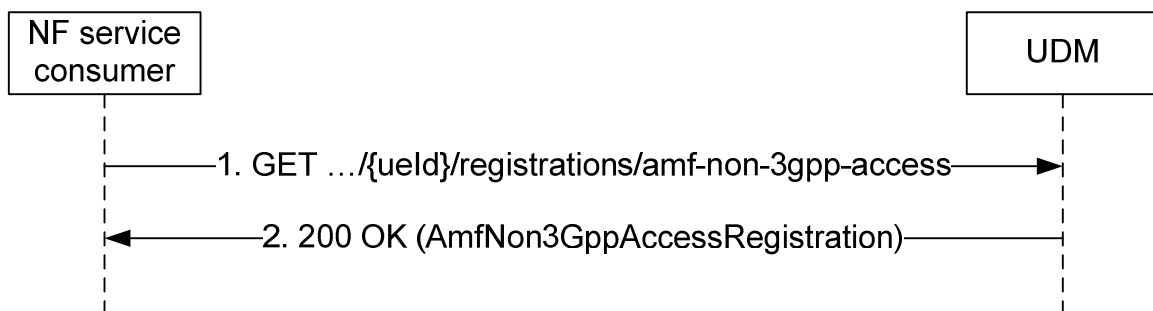 NF service
consumer
UDM
1. GET …/{ueId}/registrations/amf-non-3gpp-access
2. 200 OK (AmfNon3GppAccessRegistration)